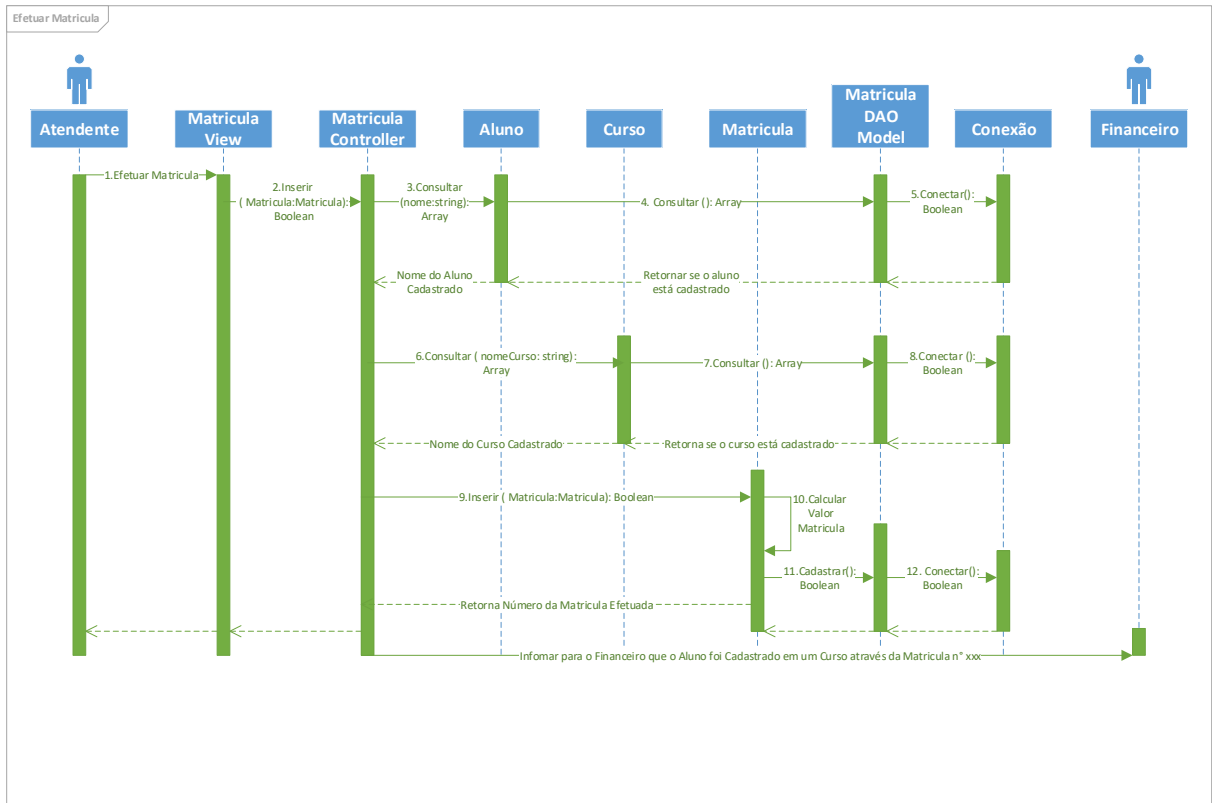 Efetuar Matricula
Atendente
Matricula
View
Matricula
Controller
Aluno
Curso
Matricula
Matricula
DAO
Model
Conexão
Financeiro
1.Efetuar Matricula
2.Inserir
( Matricula:Matricula):
Boolean
3.Consultar
(nome:string):
Array
4. Consultar (): Array
5.Conectar():
Boolean
Nome do Aluno
Cadastrado
Retornar se o aluno
está cadastrado
6.Consultar ( nomeCurso: string):
Array
7.Consultar (): Array
8.Conectar ():
Boolean
Nome do Curso Cadastrado
Retorna se o curso está cadastrado
9.Inserir ( Matricula:Matricula): Boolean
10.Calcular
Valor
Matricula
11.Cadastrar():
Boolean
12. Conectar():
Boolean
Retorna Número da Matricula Efetuada
Infomar para o Financeiro que o Aluno foi Cadastrado em um Curso através da Matricula n° xxx